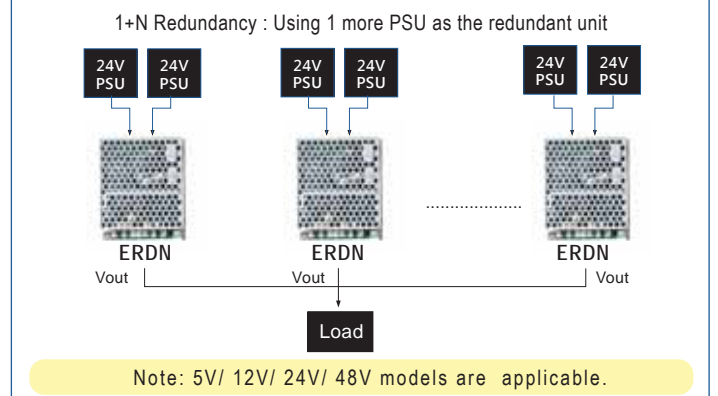 1+N Redundancy : Using 1 more PSU as the redundant unit
24V PSU 24V PSU 24V PSU 24V PSU 24V PSU 24V PSU
....................
ERDN ERDN ERDN
Vout Vout Vout
Load
Note: 5V/ 12V/ 24V/ 48V models are applicable.